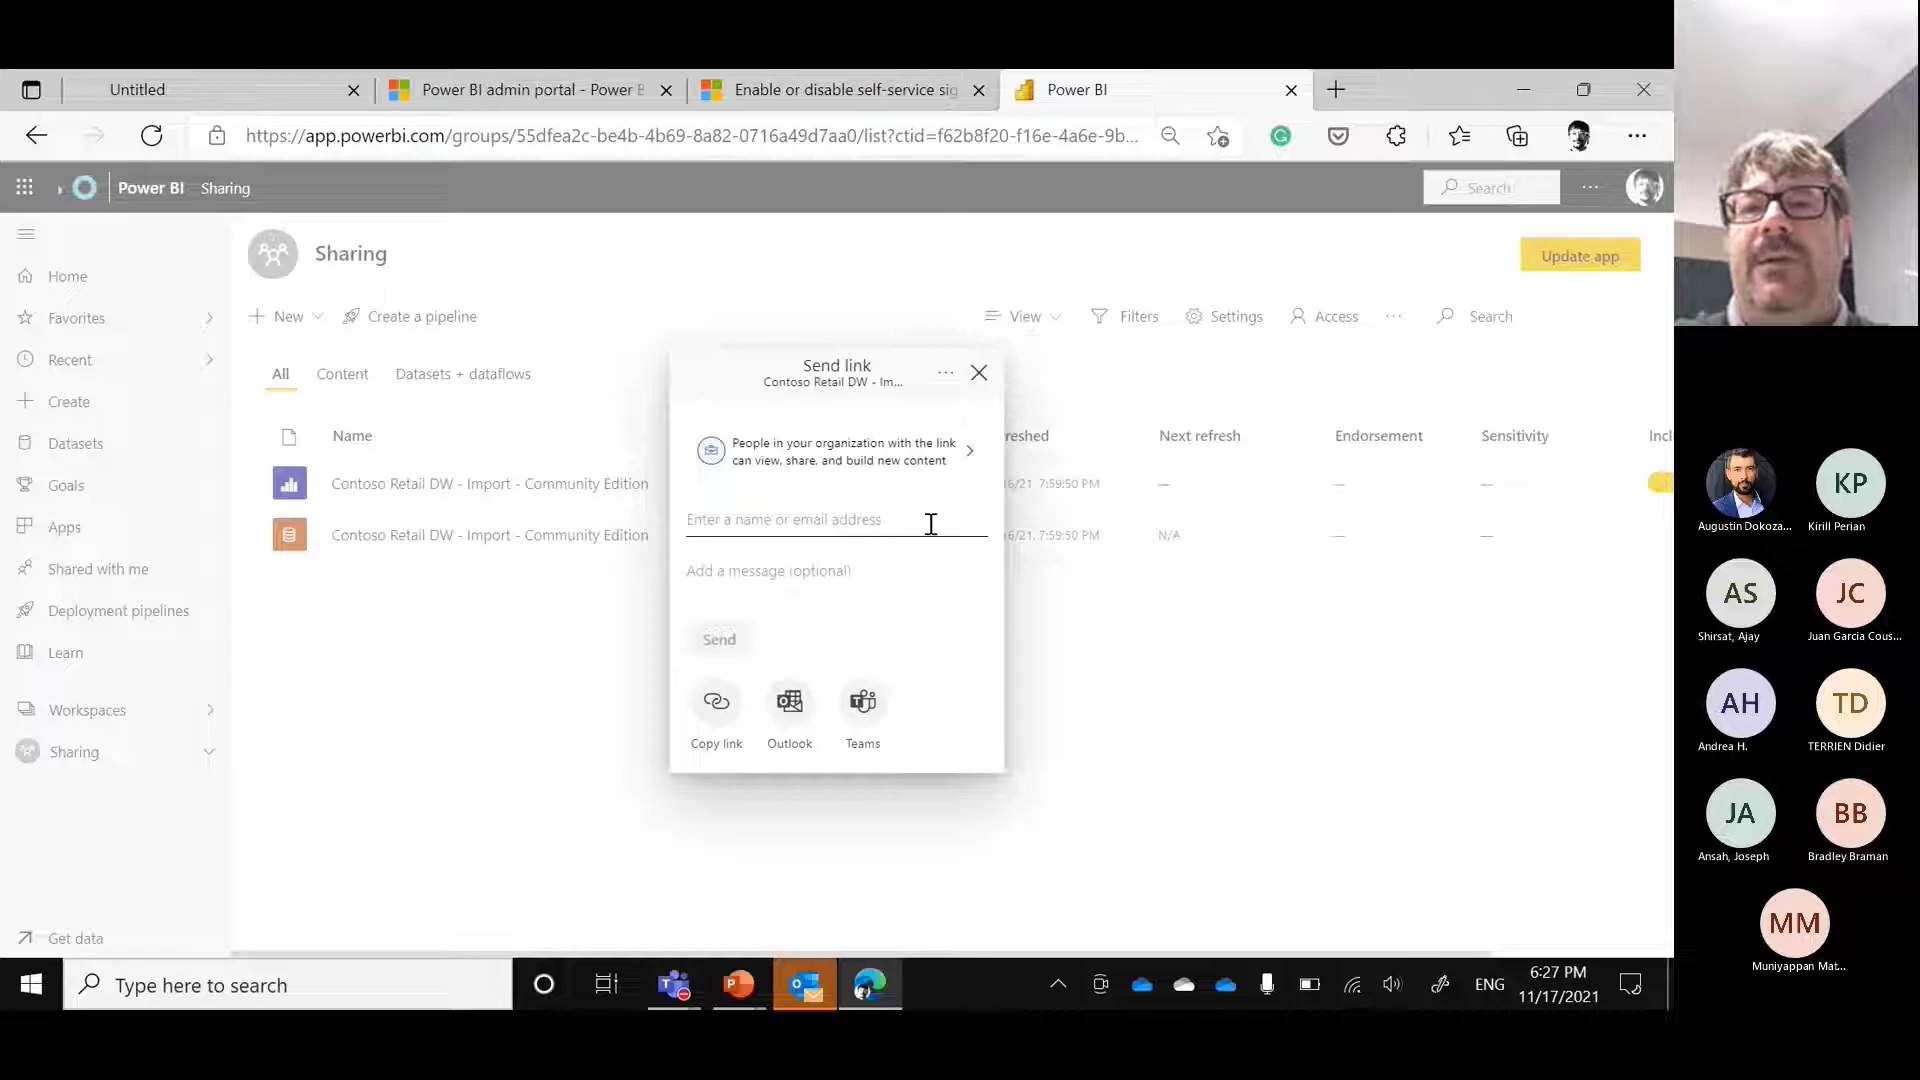 Untitled
Power BI admin portal - Power B
Enable or disable self-service sig
Power BI
https://app.powerbi.com/groups/55dfea2c-be4b-4b69-8a82-0716a49d7aa0/list?ctid=f62b8f20-f16e-4a6e-9b...
Power BI Sharing
Search
Sharing
Update app
Home
Favorites
Recent
Create
Datasets
Goals
Apps
Shared with me
Deployment pipelines
Learn
Workspaces
Sharing
Get data
New
Create a pipeline
View
Filters
Settings
Access
Search
All
Content
Datasets + dataflows
Name
reshed
Next refresh
Endorsement
Sensitivity
Incl
Contoso Retail DW - Import - Community Edition
16/21, 7:59:50 PM
—
—
—
Contoso Retail DW - Import - Community Edition
16/21, 7:59:50 PM
N/A
—
—
Send link
Contoso Retail DW - Im...
People in your organization with the link
can view, share, and build new content
Enter a name or email address
Add a message (optional)
Send
Copy link
Outlook
Teams
Augustin Dokoza...
KP
Kirill Perian
AS
Shirsat, Ajay
JC
Juan Garcia Cous...
AH
Andrea H.
TD
TERRIEN Didier
JA
Ansah, Joseph
BB
Bradley Braman
MM
Muniyappan Mat...
Type here to search
ENG
6:27 PM
11/17/2021